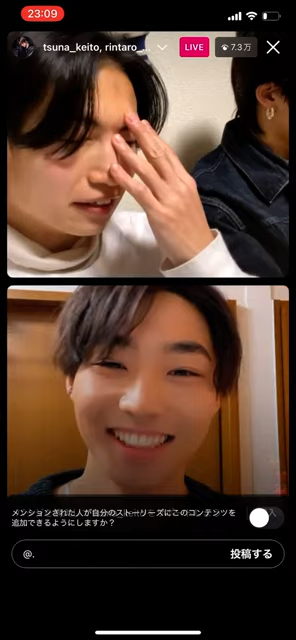 23:09
tsuna_keito, rintaro_...
LIVE
7.3万
メンションされた人が自分のストーリーズにこのコンテンツを
追加できるようにしますか？
@.
投稿する